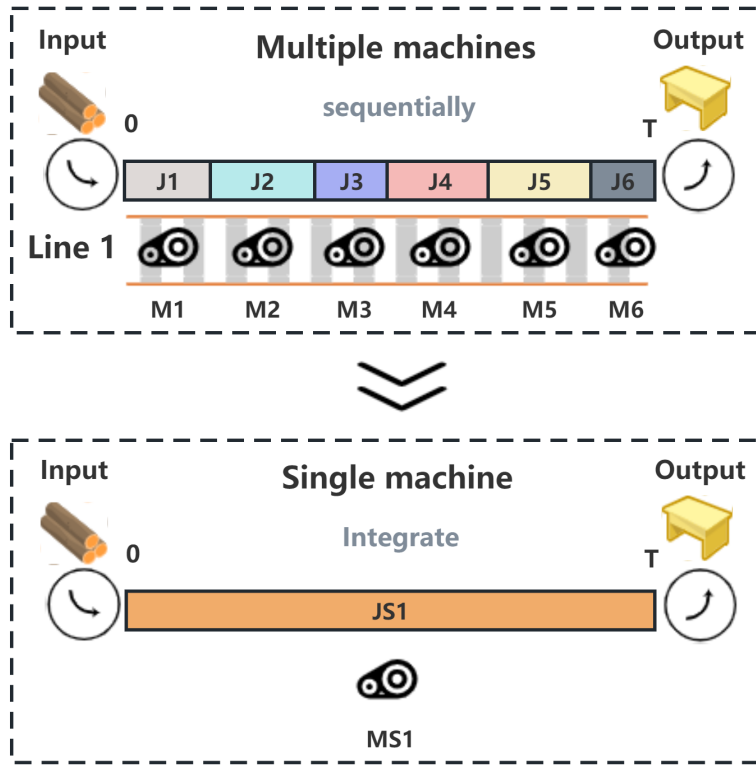 Input
Multiple machines
Output
sequentially
0
T
J1 J2 J3 J4 J5 J6
Line 1
M1 M2 M3 M4 M5 M6
Input
Single machine
Output
Integrate
0
T
JS1
MS1